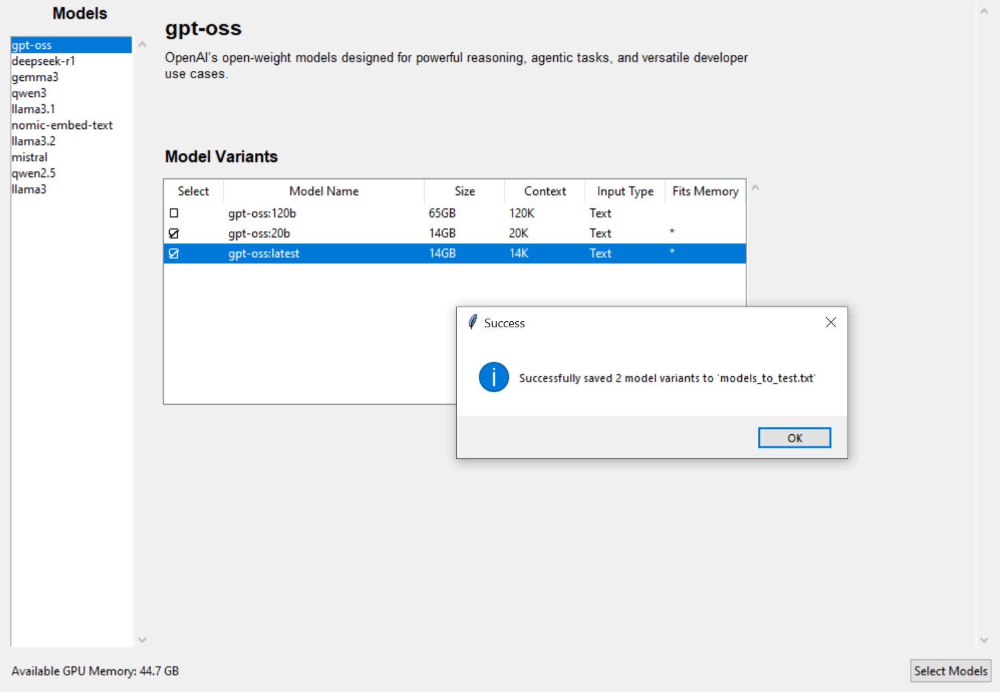 Models
gpt-oss
deepseek-r1
gemma3
qwen3
llama3.1
nomic-embed-text
llama3.2
mistral
qwen2.5
llama3
gpt-oss
OpenAI's open-weight models designed for powerful reasoning, agentic tasks, and versatile developer
use cases.
Model Variants
Select Model Name Size Context Input Type Fits Memory
gpt-oss:120b 65GB 120K Text
gpt-oss:20b 14GB 20K Text *
gpt-oss:latest 14GB 14K Text *
Success
Successfully saved 2 model variants to 'models_to_test.txt'
OK
Available GPU Memory: 44.7 GB
Select Models